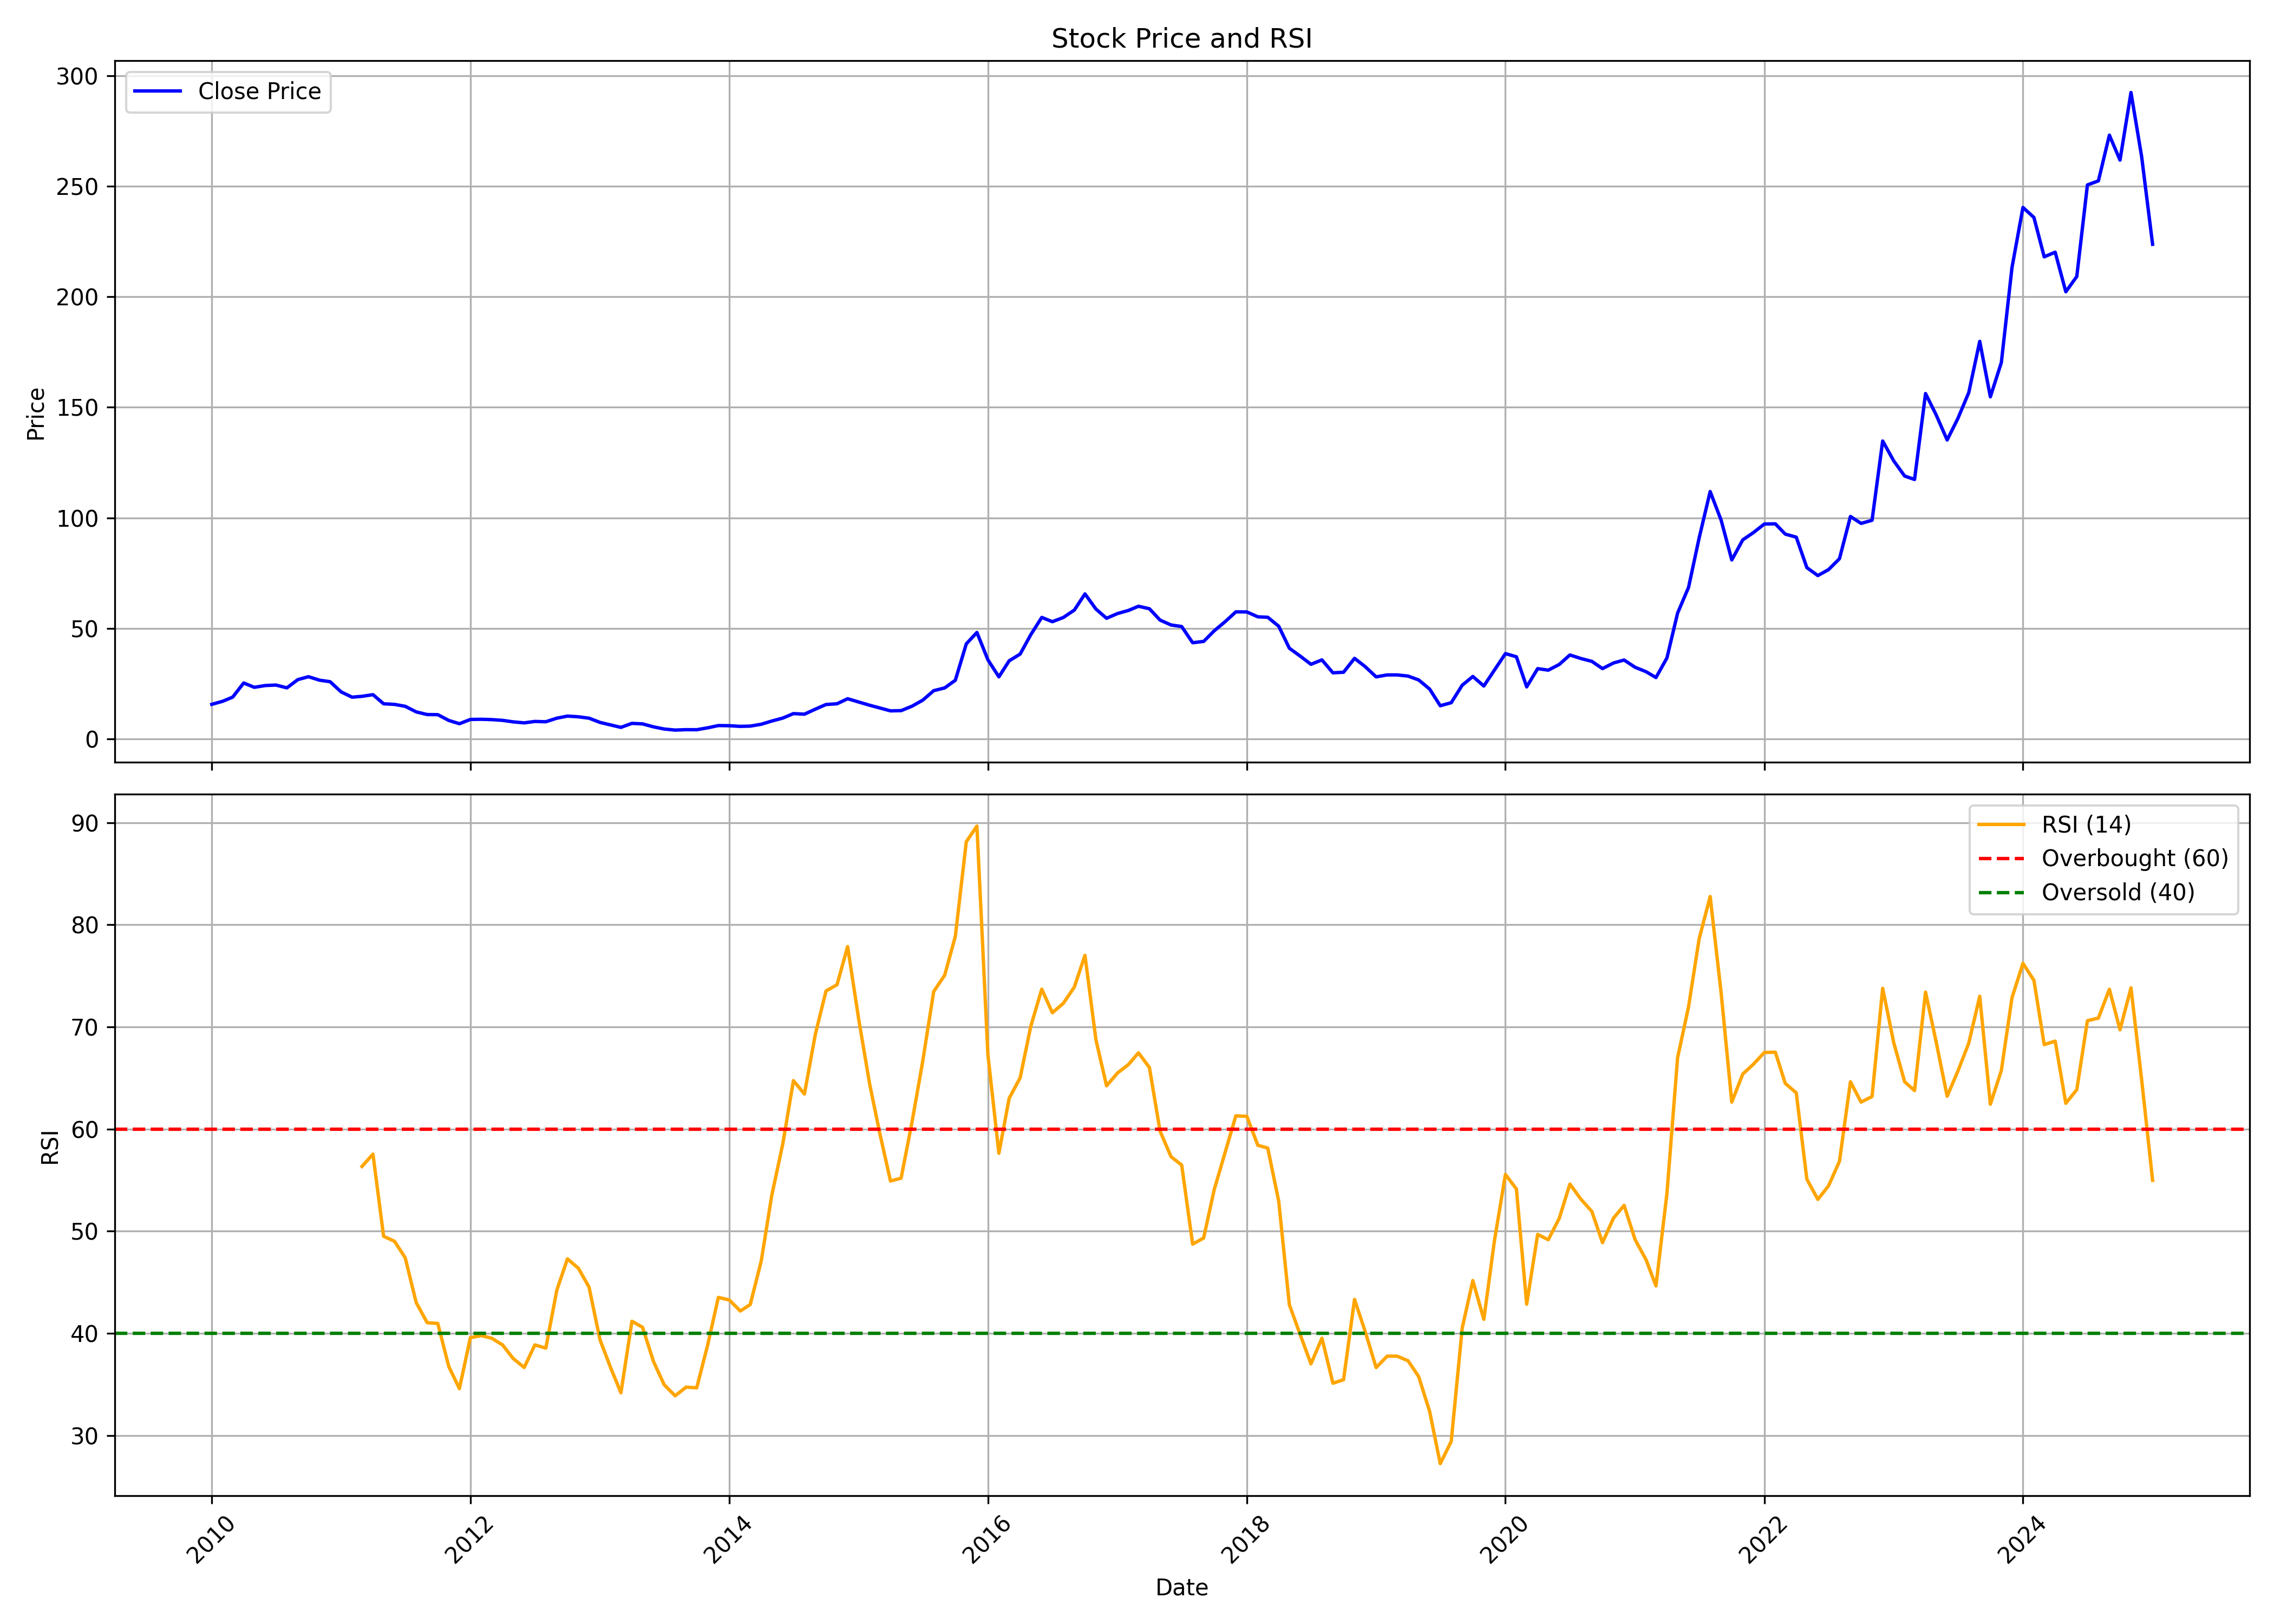 Stock Price and RSI
Close Price
300
250
200
150
100
50
0
Price
RSI (14)
Overbought (60)
Oversold (40)
90
80
70
60
50
40
30
RSI
2010
2012
2014
2016
2018
2020
2022
2024
Date